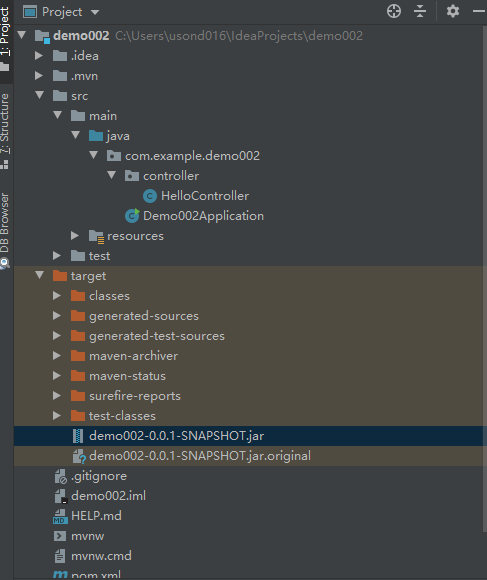 Project
demo002 C:\Users\usond016\IdeaProjects\demo002
.idea
.mvn
src
main
java
com.example.demo002
controller
HelloController
Demo002Application
resources
test
target
classes
generated-sources
generated-test-sources
maven-archiver
maven-status
surefire-reports
test-classes
demo002-0.0.1-SNAPSHOT.jar
demo002-0.0.1-SNAPSHOT.jar.original
.gitignore
demo002.iml
HELP.md
mvnw
mvnw.cmd
pom.xml
1: Project
7: Structure
DB Browser